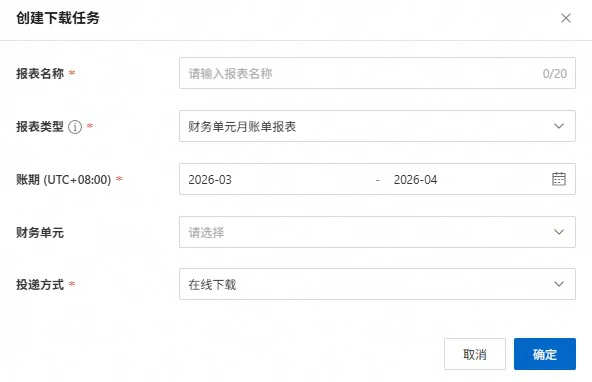 创建下载任务
报表名称 * 请输入报表名称 0/20
报表类型 * 财务单元月账单报表
账期 (UTC+08:00) * 2026-03 - 2026-04
财务单元 请选择
投递方式 * 在线下载
取消 确定